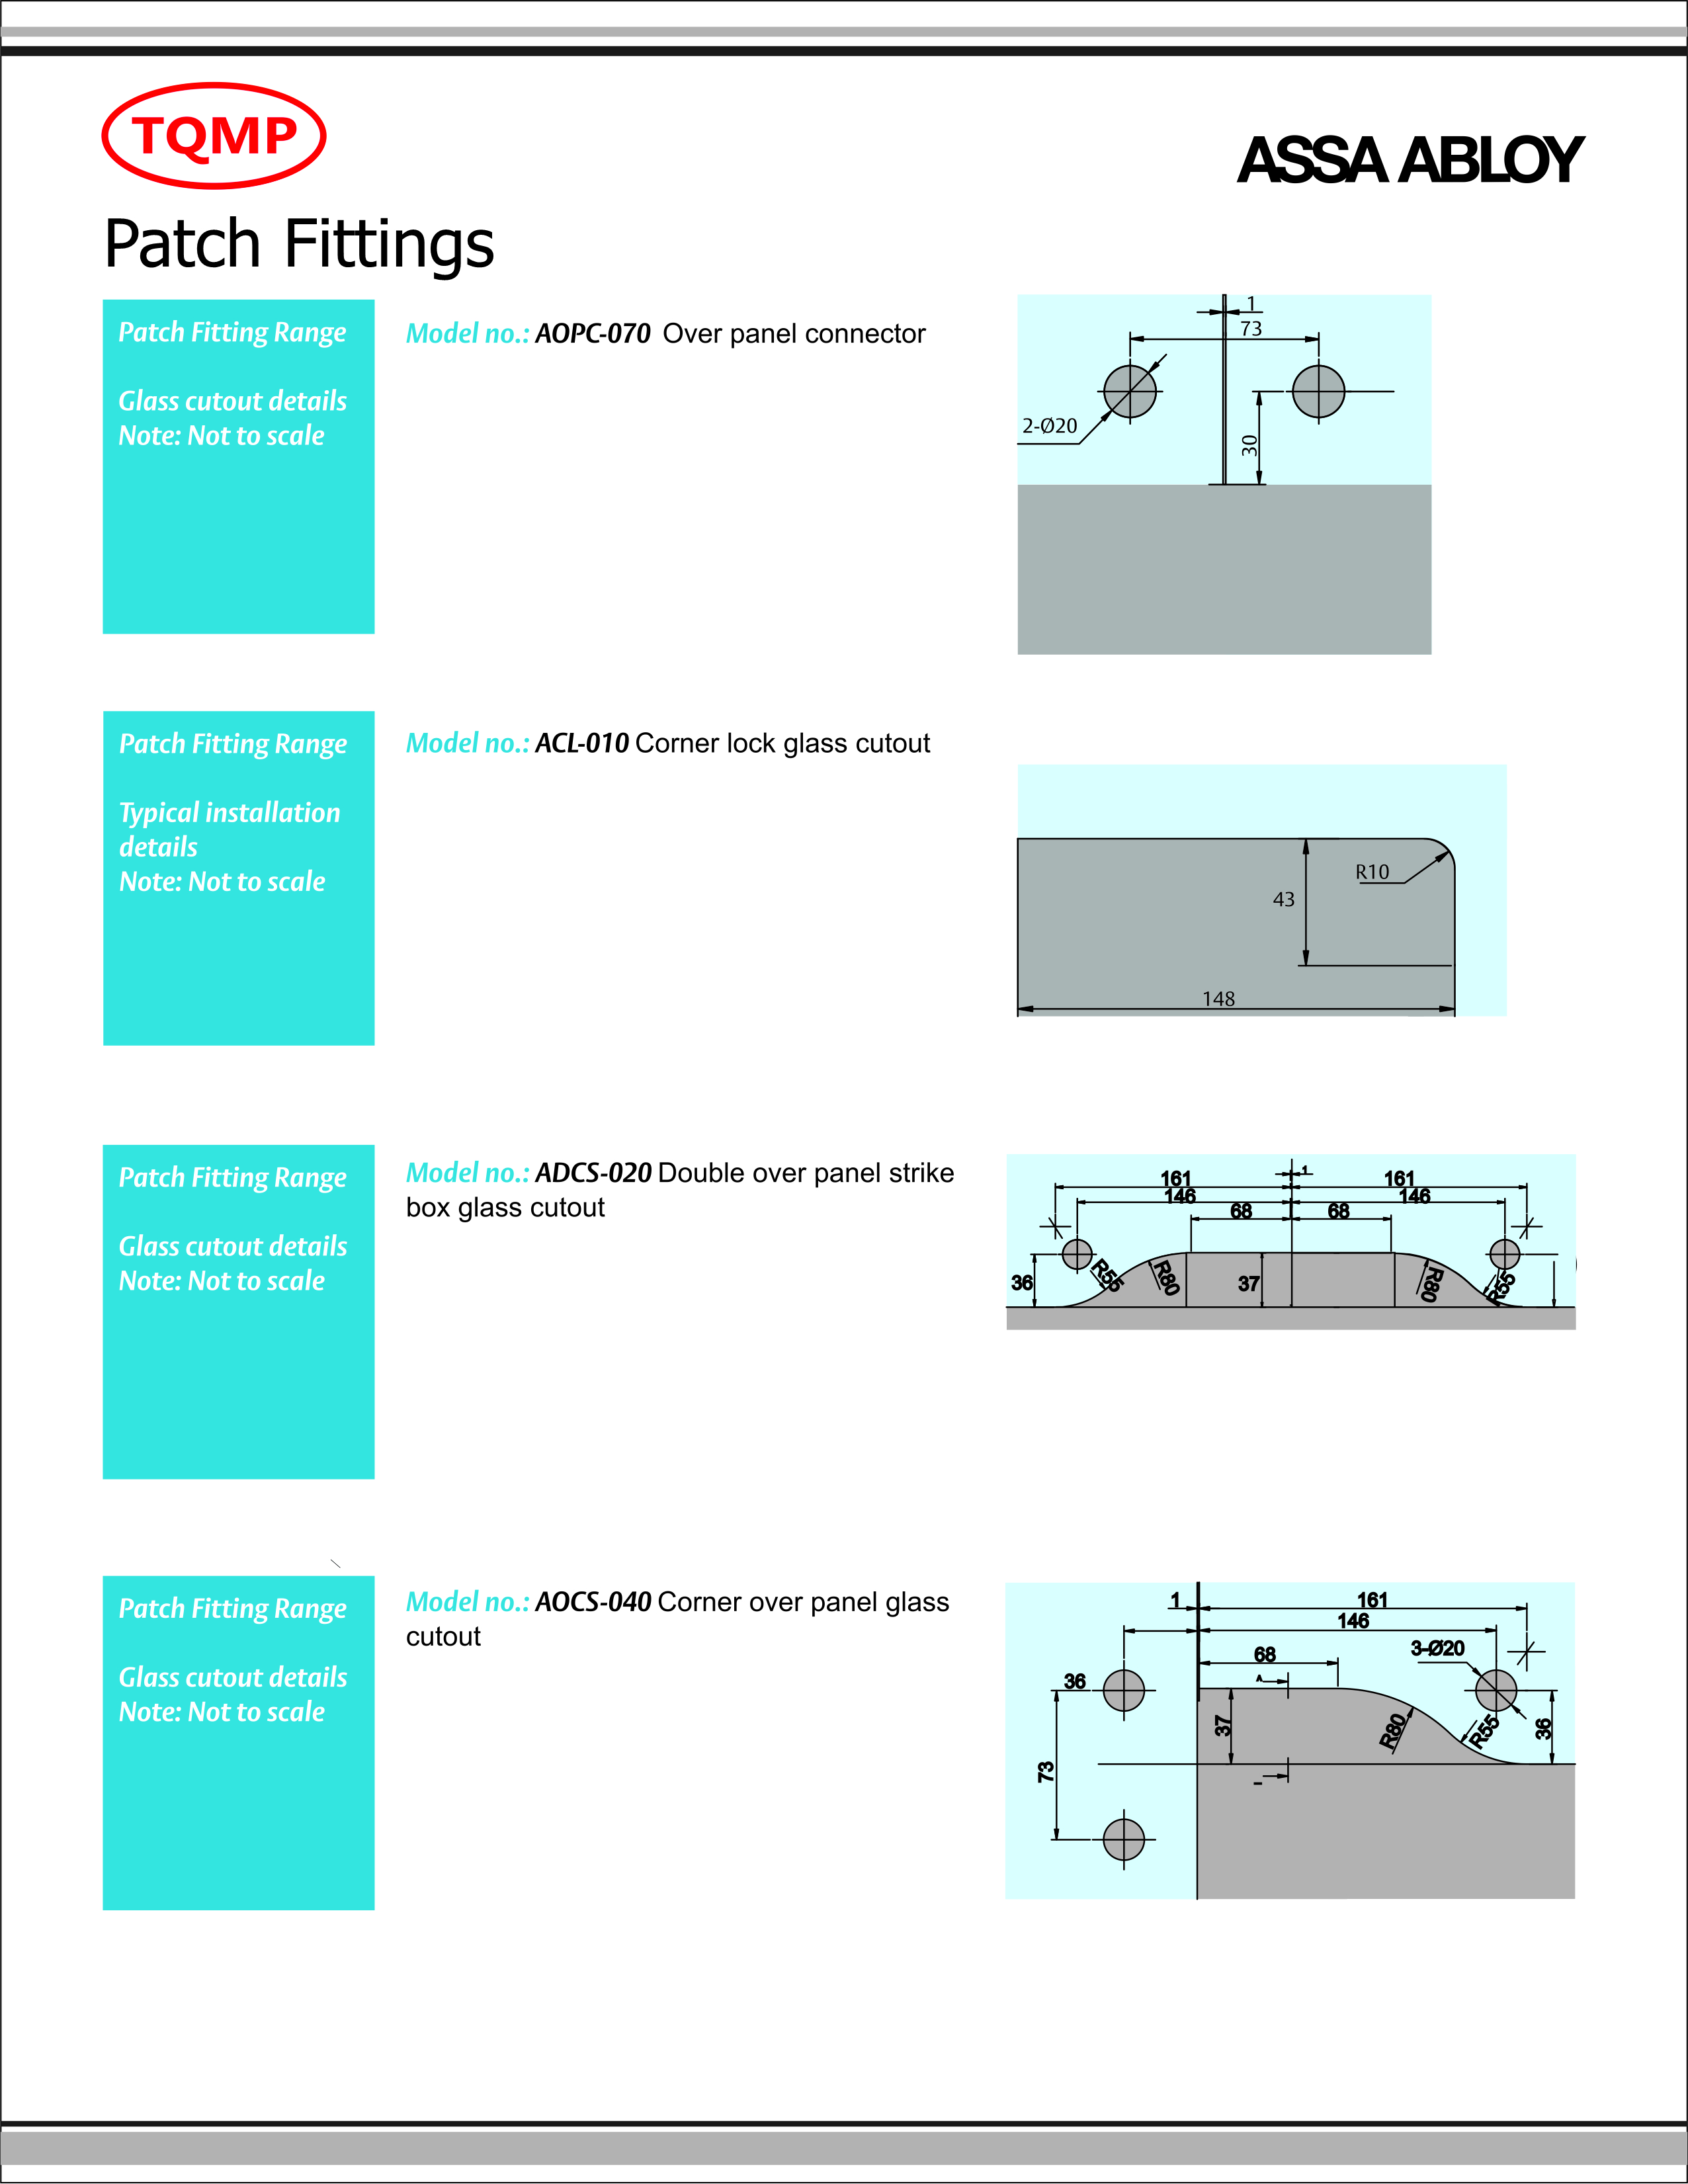 TQMP
ASSA ABLOY
Patch Fittings
Patch Fitting Range
Glass cutout details
Note: Not to scale
Model no.: AOPC-070 Over panel connector
1
73
2-Ø20
30
Patch Fitting Range
Typical installation
details
Note: Not to scale
Model no.: ACL-010 Corner lock glass cutout
R10
43
148
Patch Fitting Range
Glass cutout details
Note: Not to scale
Model no.: ADCS-020 Double over panel strike
box glass cutout
1
161 161
146 146
68 68
36 R55 R80 37 R80 R55
Patch Fitting Range
Glass cutout details
Note: Not to scale
Model no.: AOCS-040 Corner over panel glass
cutout
1 161
146
3-Ø20
68
36 A
37 R80 R55 36
73